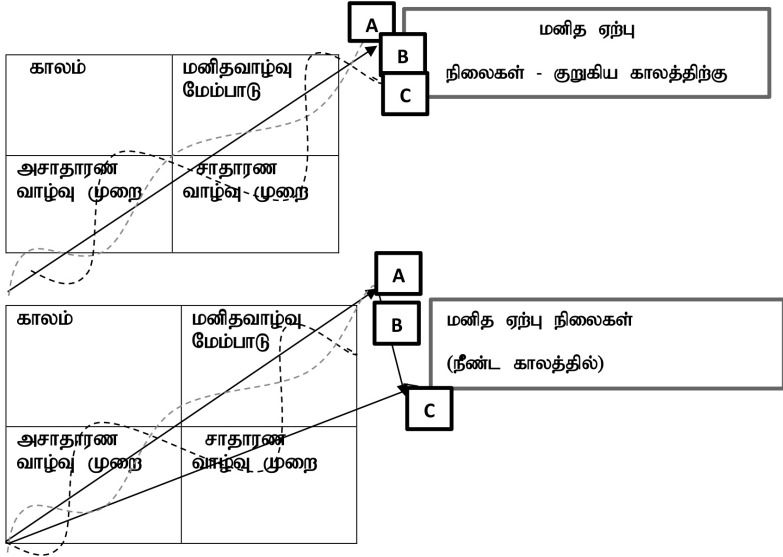 A
B
C
மனித ஏற்பு
நிலைகள் - குறுகிய காலத்திற்கு
காலம்
மனிதவாழ்வு
மேம்பாடு
அசாதாரண
வாழ்வு முறை
சாதாரண
வாழ்வு முறை
A
B
C
மனித ஏற்பு நிலைகள்
(நீண்ட காலத்தில்)
காலம்
மனிதவாழ்வு
மேம்பாடு
அசாதாரண
வாழ்வு முறை
சாதாரண
வாழ்வு முறை